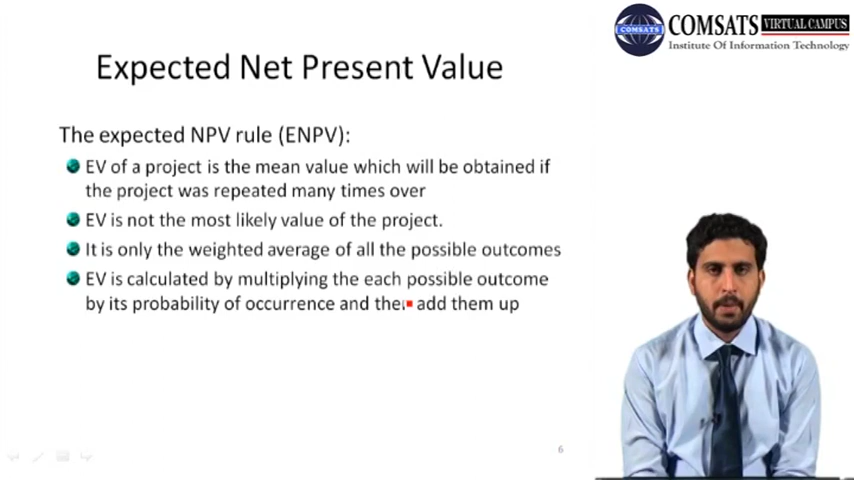 COMSATS VIRTUAL CAMPUS
COMSATS
Institute Of Information Technology
Expected Net Present Value
The expected NPV rule (ENPV):
EV of a project is the mean value which will be obtained if
the project was repeated many times over
EV is not the most likely value of the project.
It is only the weighted average of all the possible outcomes
EV is calculated by multiplying the each possible outcome
by its probability of occurrence and add them up
6